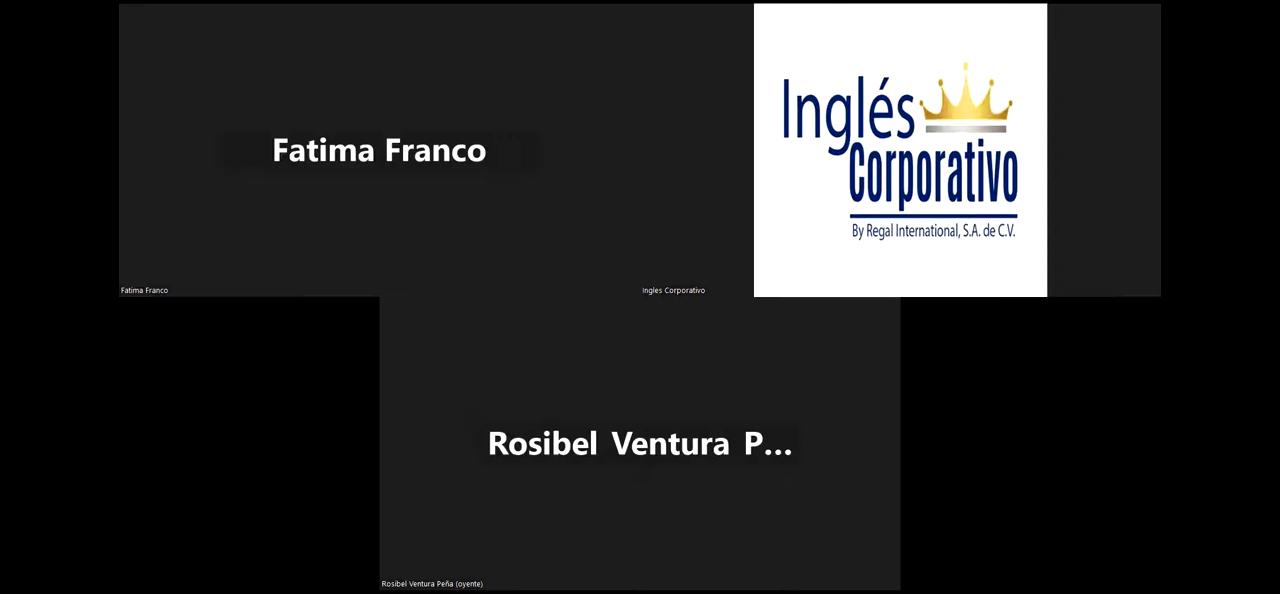 Fatima Franco
Fatima Franco
Inglés
Corporativo
By Regal International, S.A. de C.V.
Ingles Corporativo
Rosibel Ventura P...
Rosibel Ventura Peña (oyente)